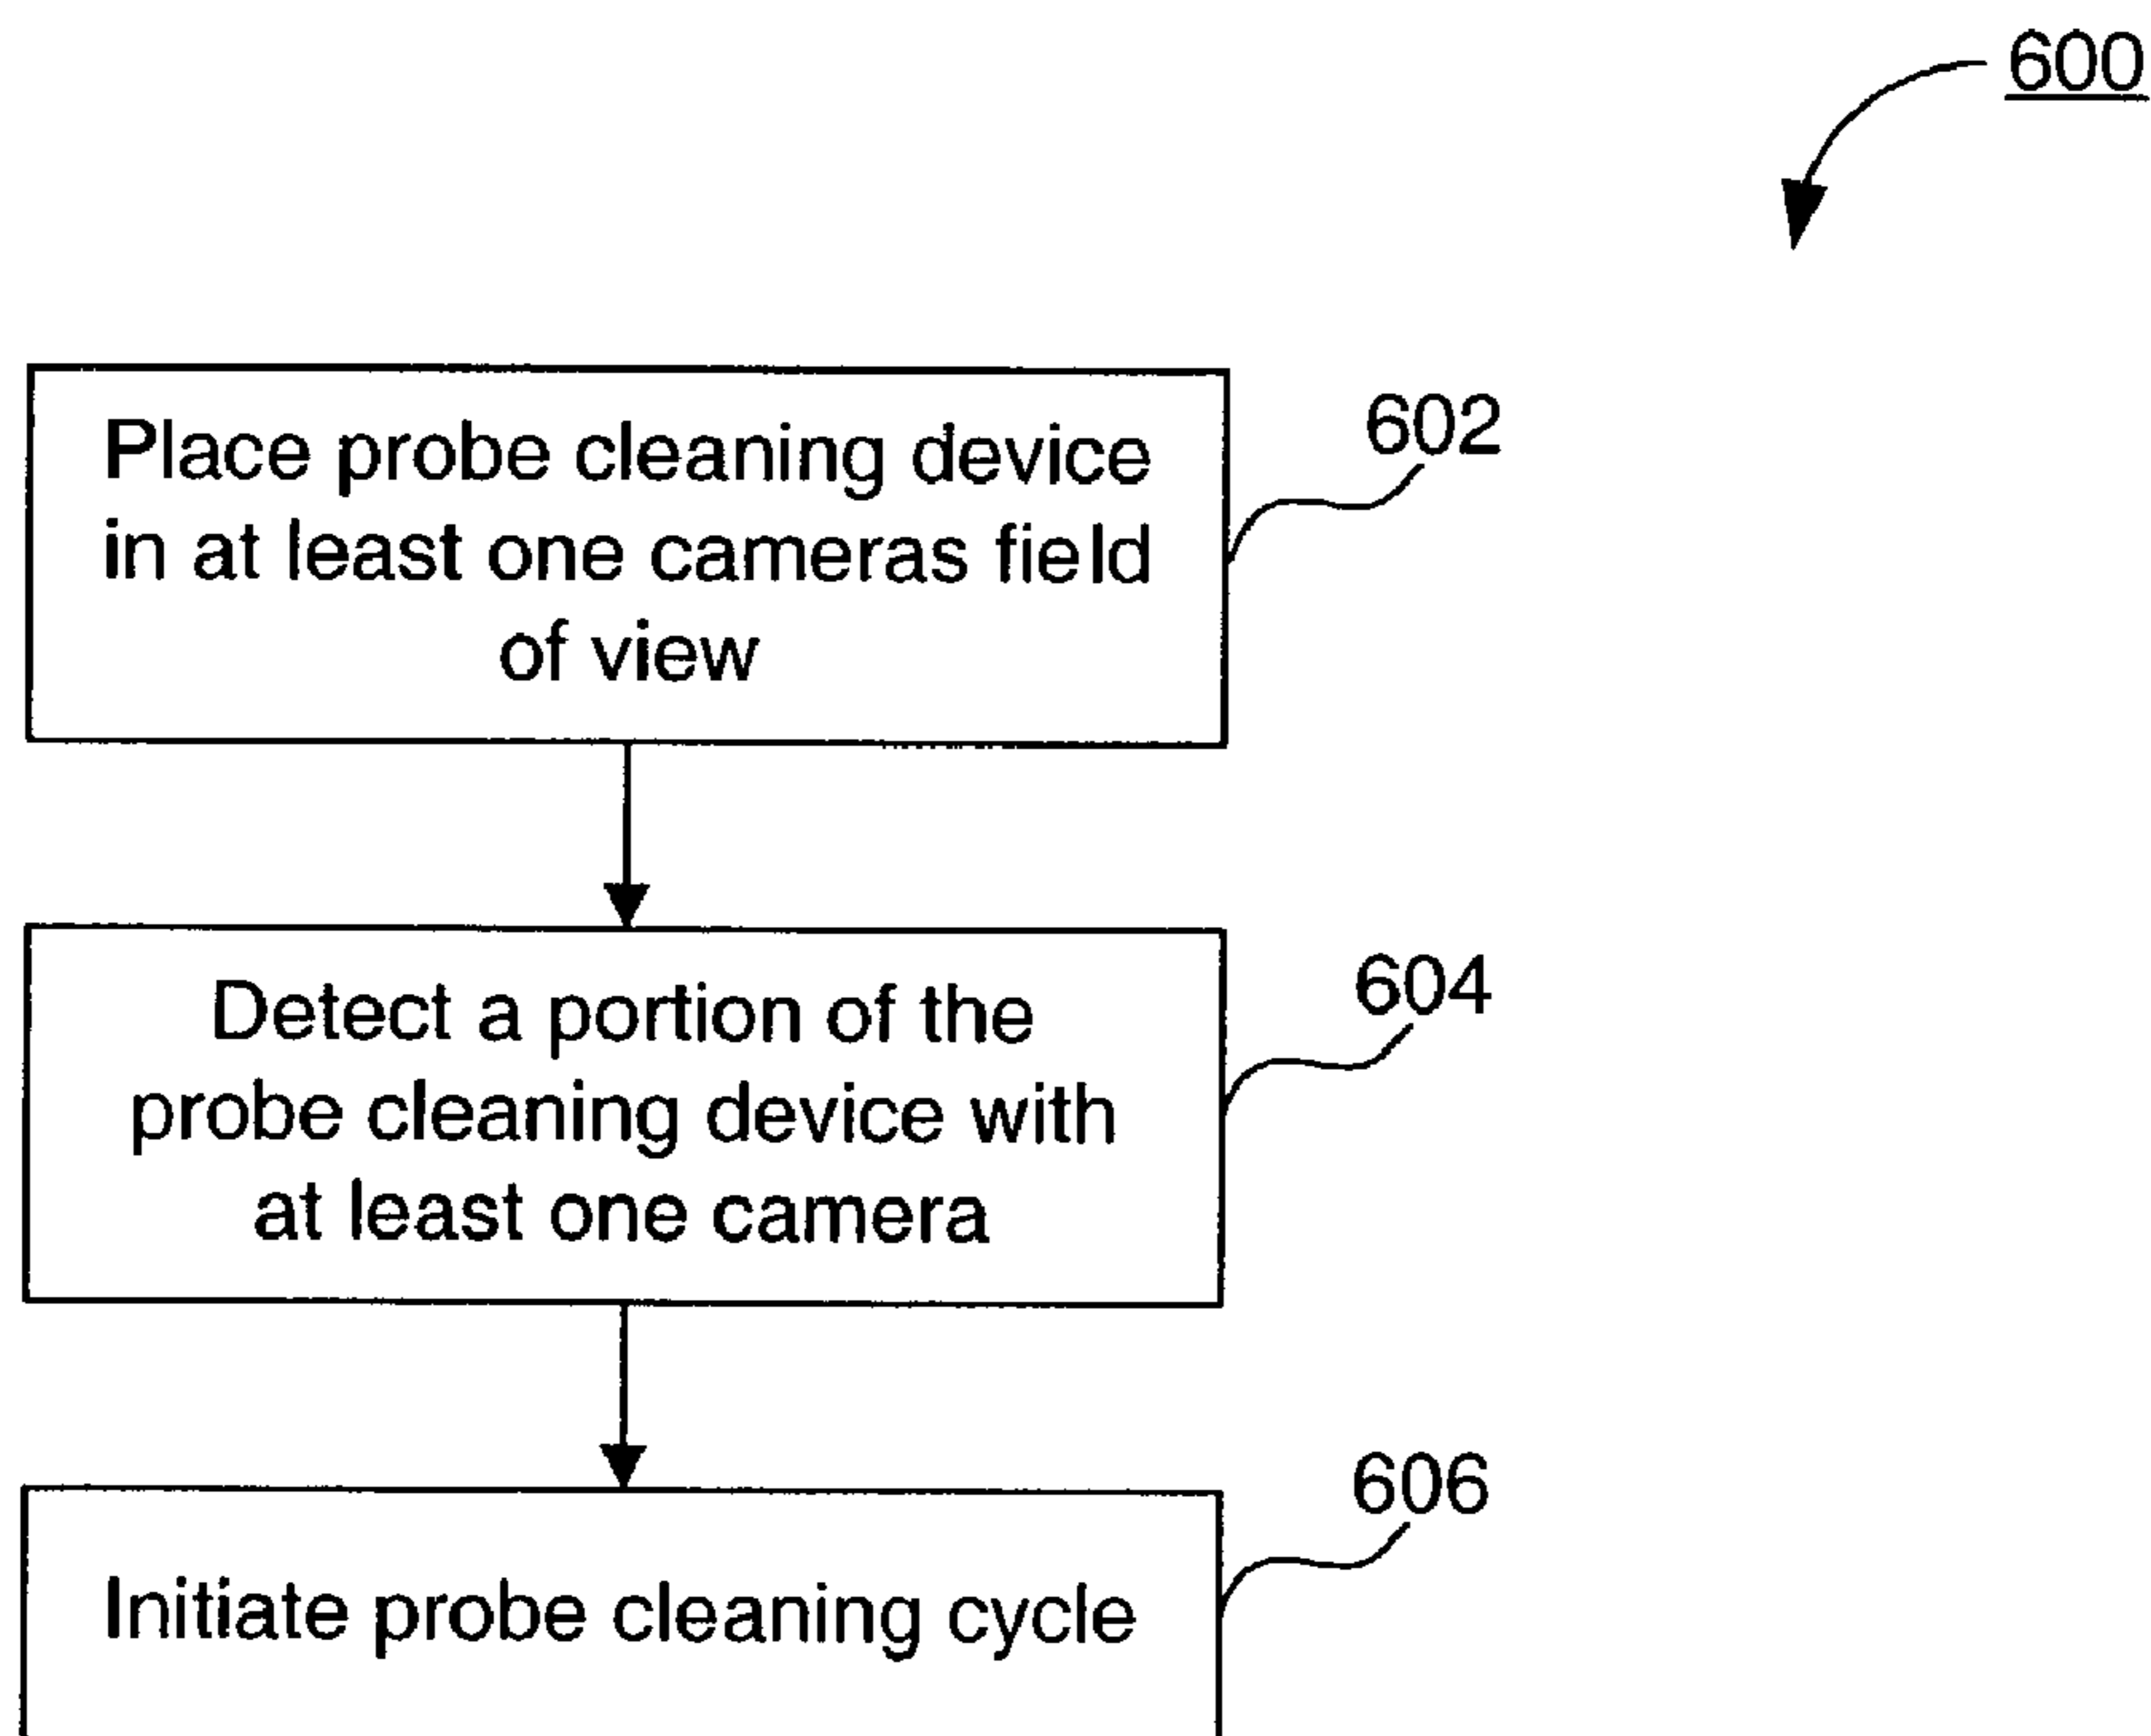 600
Place probe cleaning device
in at least one cameras field
of view
602
Detect a portion of the
probe cleaning device with
at least one camera
604
Initiate probe cleaning cycle
606